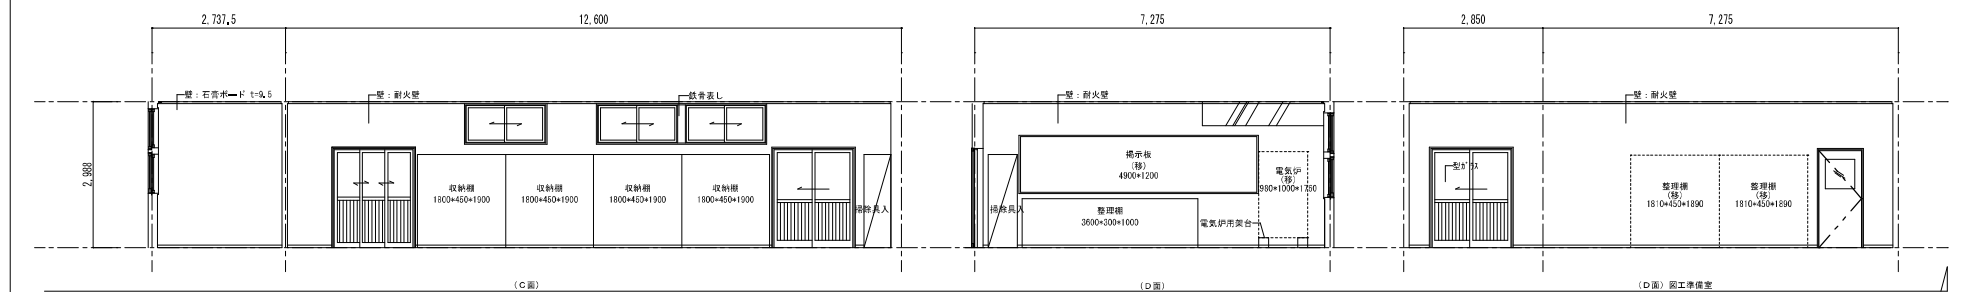 2,737.5
12,600
7,275
2,850
7,275
壁：石膏ボード t=9.5
壁：耐火壁
鉄骨表し
壁：耐火壁
壁：耐火壁
2,988
収納棚
1800*450*1900
収納棚
1800*450*1900
収納棚
1800*450*1900
収納棚
1800*450*1900
掃除具入
掃除具入
掲示板
(移)
4900*1200
整理棚
3600*300*1000
電気炉
(移)
980*1000*1760
電気炉用架台
型ｶﾞﾗｽ
整理棚
(移)
1810*450*1890
整理棚
(移)
1810*450*1890
(C面)
(D面)
(D面) 図工準備室